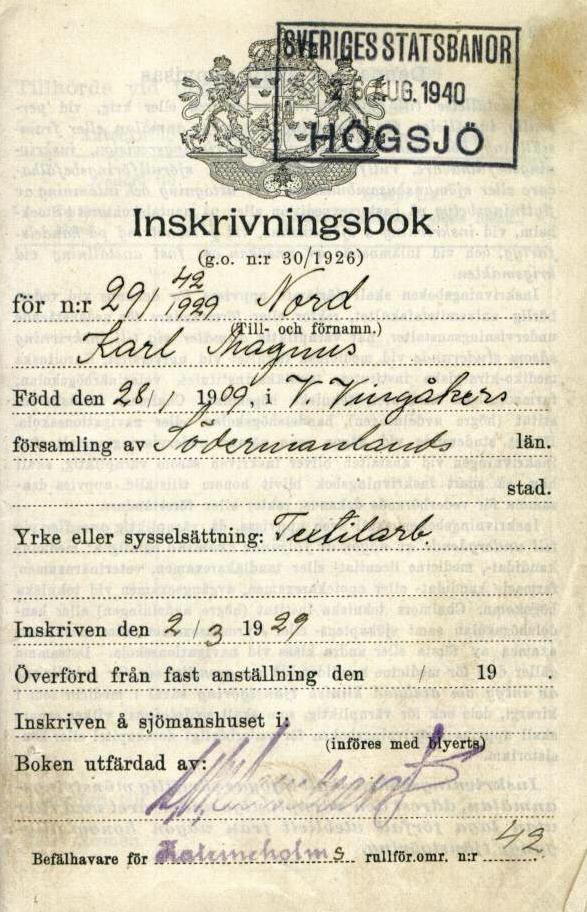 SVERIGES STATSBANOR
AUG. 1940
HÖGSJÖ
Inskrivningsbok
(g.o. n:r 30/1926)
för n:r 29/ 42/1929 Nord
(Till- och förnamn.)
Karl Magnus
Född den 28/1 1909, i V. Vingåkers
församling av Södermanlands län.
stad.
Yrke eller sysselsättning: Textilarb.
Inskriven den 2/3 1929
Överförd från fast anställning den / 19 .
Inskriven å sjömanshuset i:
(införes med blyerts)
Boken utfärdad av:
Befälhavare för Katrineholms rullför.omr. n:r 42